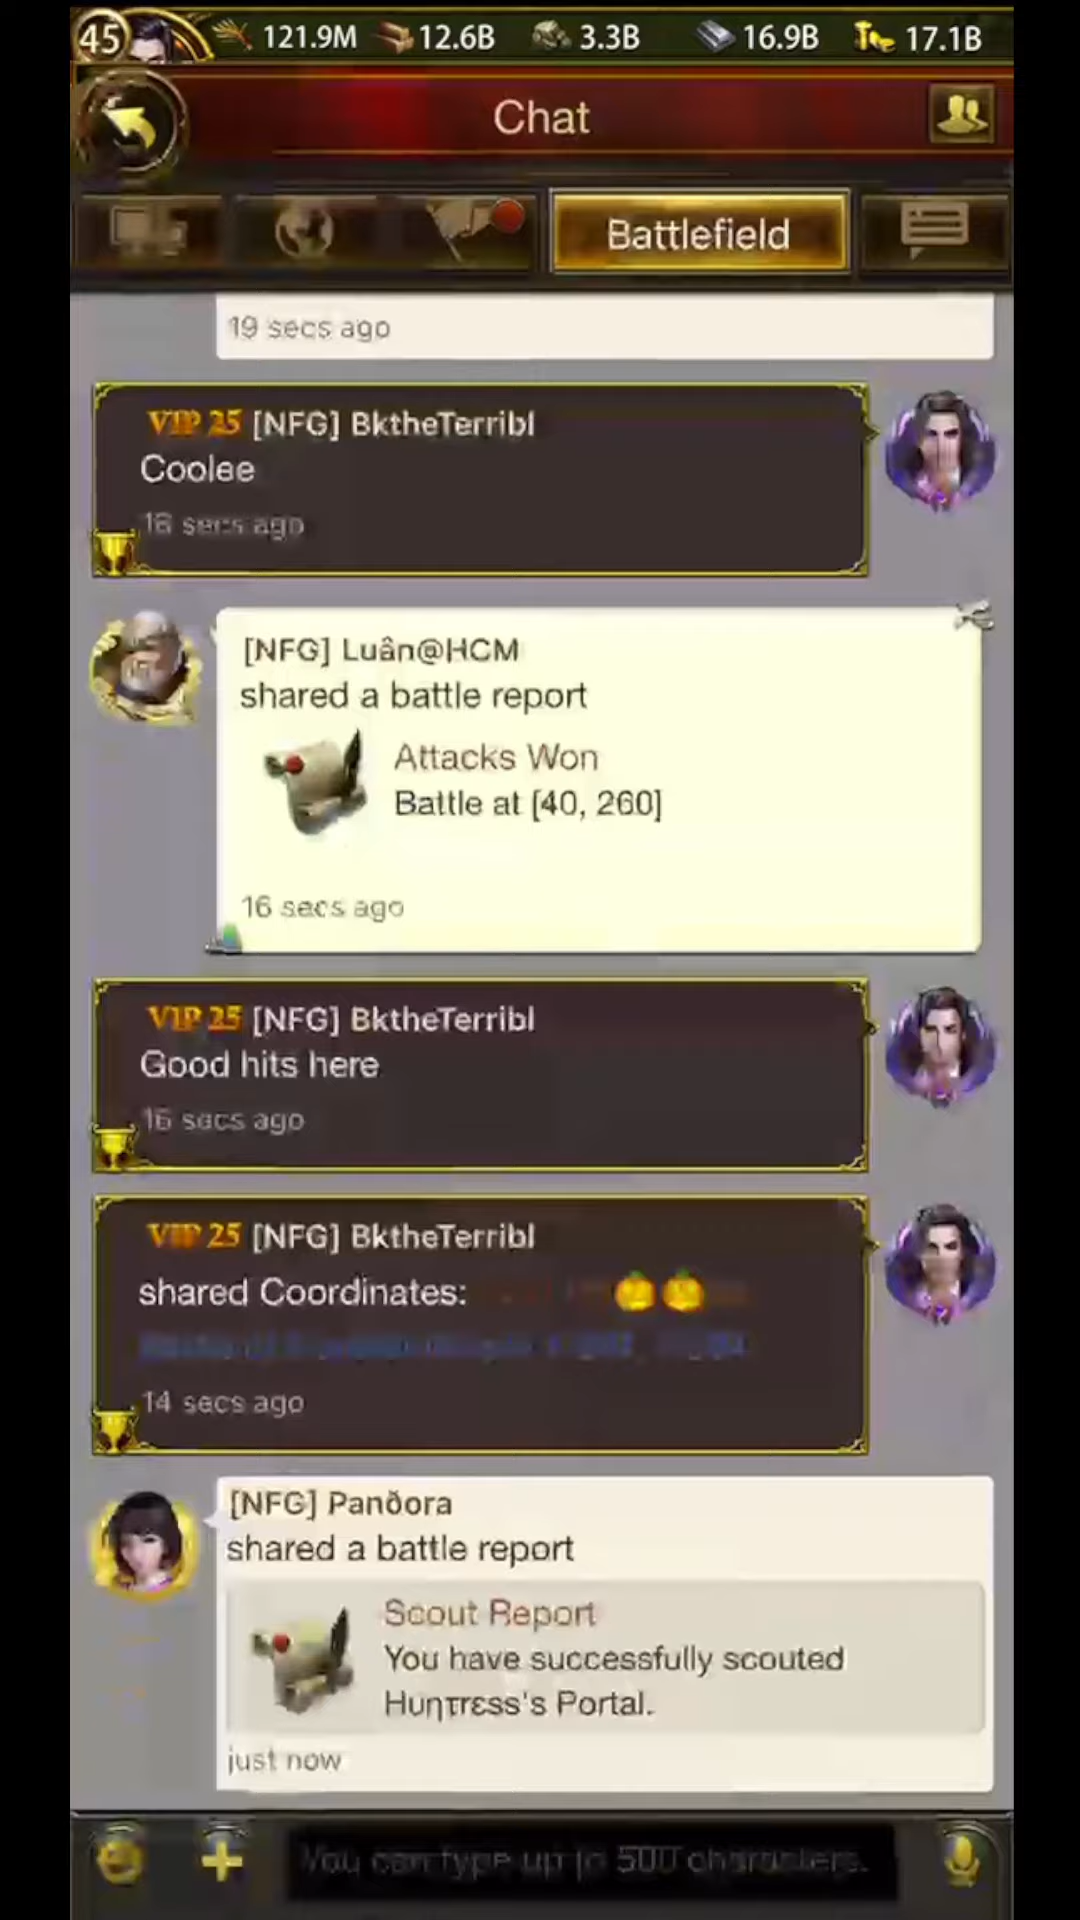 45 121.9M 12.6B 3.3B 16.9B 17.1B
Chat
Battlefield
19 secs ago
VIP 25 [NFG] BktheTerribl
Coolee
18 secs ago
[NFG] Luân@HCM
shared a battle report
Attacks Won
Battle at [40, 260]
16 secs ago
VIP 25 [NFG] BktheTerribl
Good hits here
16 secs ago
VIP 25 [NFG] BktheTerribl
shared Coordinates:
14 secs ago
[NFG] Panðora
shared a battle report
Scout Report
You have successfully scouted
Huηтrεss's Portal.
just now
You can type up to 500 characters.